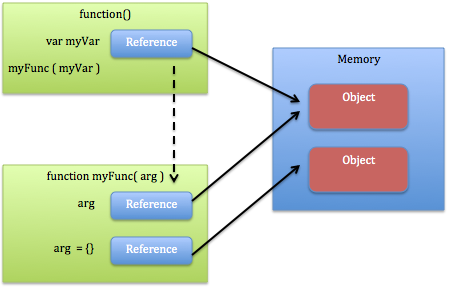 function()
var myVar
Reference
myFunc ( myVar )
Memory
Object
Object
function myFunc( arg )
arg
Reference
arg = {}
Reference